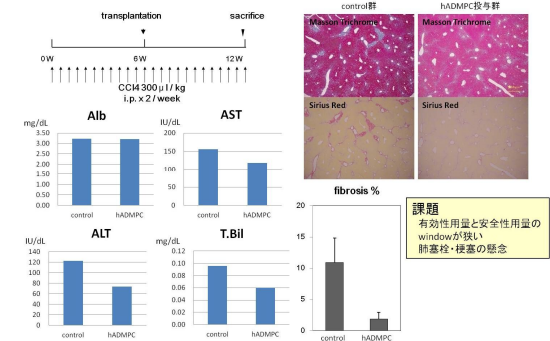 transplantation
sacrifice
0 W
6 W
12 W
CCl4 300 μl / kg
i.p. x 2 / week
control群
hADMPC投与群
Masson Trichrome
Masson Trichrome
Sirius Red
Sirius Red
Alb
mg/dL
3.50
3.00
2.50
2.00
1.50
1.00
0.50
0.00
control
hADMPC
AST
IU/dL
200
150
100
50
0
control
hADMPC
ALT
IU/dL
140
120
100
80
60
40
20
0
control
hADMPC
T.Bil
mg/dL
0.12
0.10
0.08
0.06
0.04
0.02
0.00
control
hADMPC
fibrosis %
20
15
10
5
0
control
hADMPC
課題
有効性用量と安全性用量の
windowが狭い
肺塞栓・梗塞の懸念